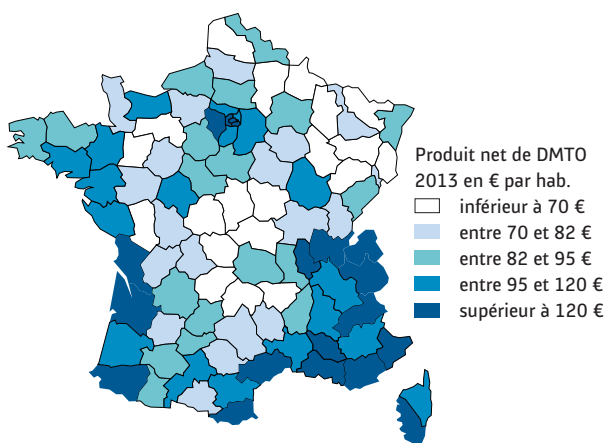 Produit net de DMTO
2013 en € par hab.
inférieur à 70 €
entre 70 et 82 €
entre 82 et 95 €
entre 95 et 120 €
supérieur à 120 €